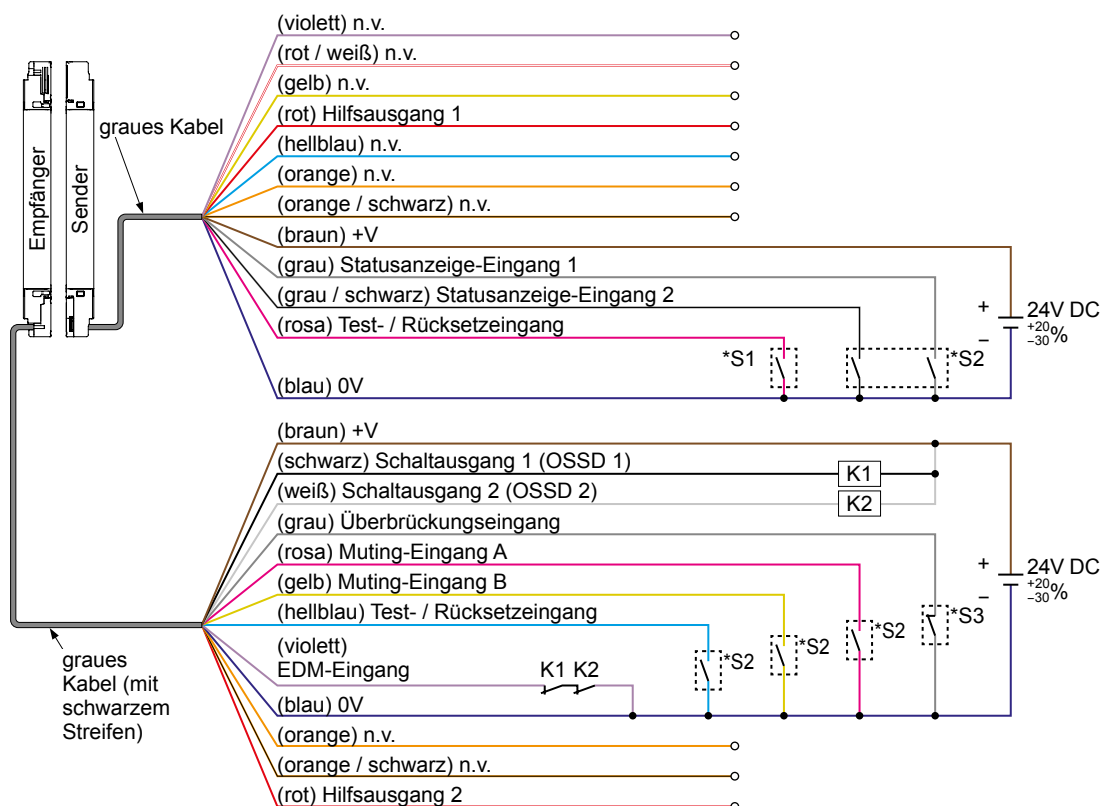 (violett) n.v.
(rot / weiß) n.v.
(gelb) n.v.
(rot) Hilfsausgang 1
graues Kabel
(hellblau) n.v.
(orange) n.v.
(orange / schwarz) n.v.
Empfänger
Sender
(braun) +V
(grau) Statusanzeige-Eingang 1
(grau / schwarz) Statusanzeige-Eingang 2
(rosa) Test- / Rücksetzeingang
+
24V DC
+20
–30%
–
*S1
*S2
(blau) 0V
(braun) +V
(schwarz) Schaltausgang 1 (OSSD 1)
K1
(weiß) Schaltausgang 2 (OSSD 2)
K2
(grau) Überbrückungseingang
(rosa) Muting-Eingang A
+
24V DC
+20
–30%
–
(gelb) Muting-Eingang B
(hellblau) Test- / Rücksetzeingang
*S3
*S2
*S2
*S2
(violett)
EDM-Eingang
K1 K2
graues
Kabel (mit
schwarzem
Streifen)
(blau) 0V
(orange) n.v.
(orange / schwarz) n.v.
(rot) Hilfsausgang 2